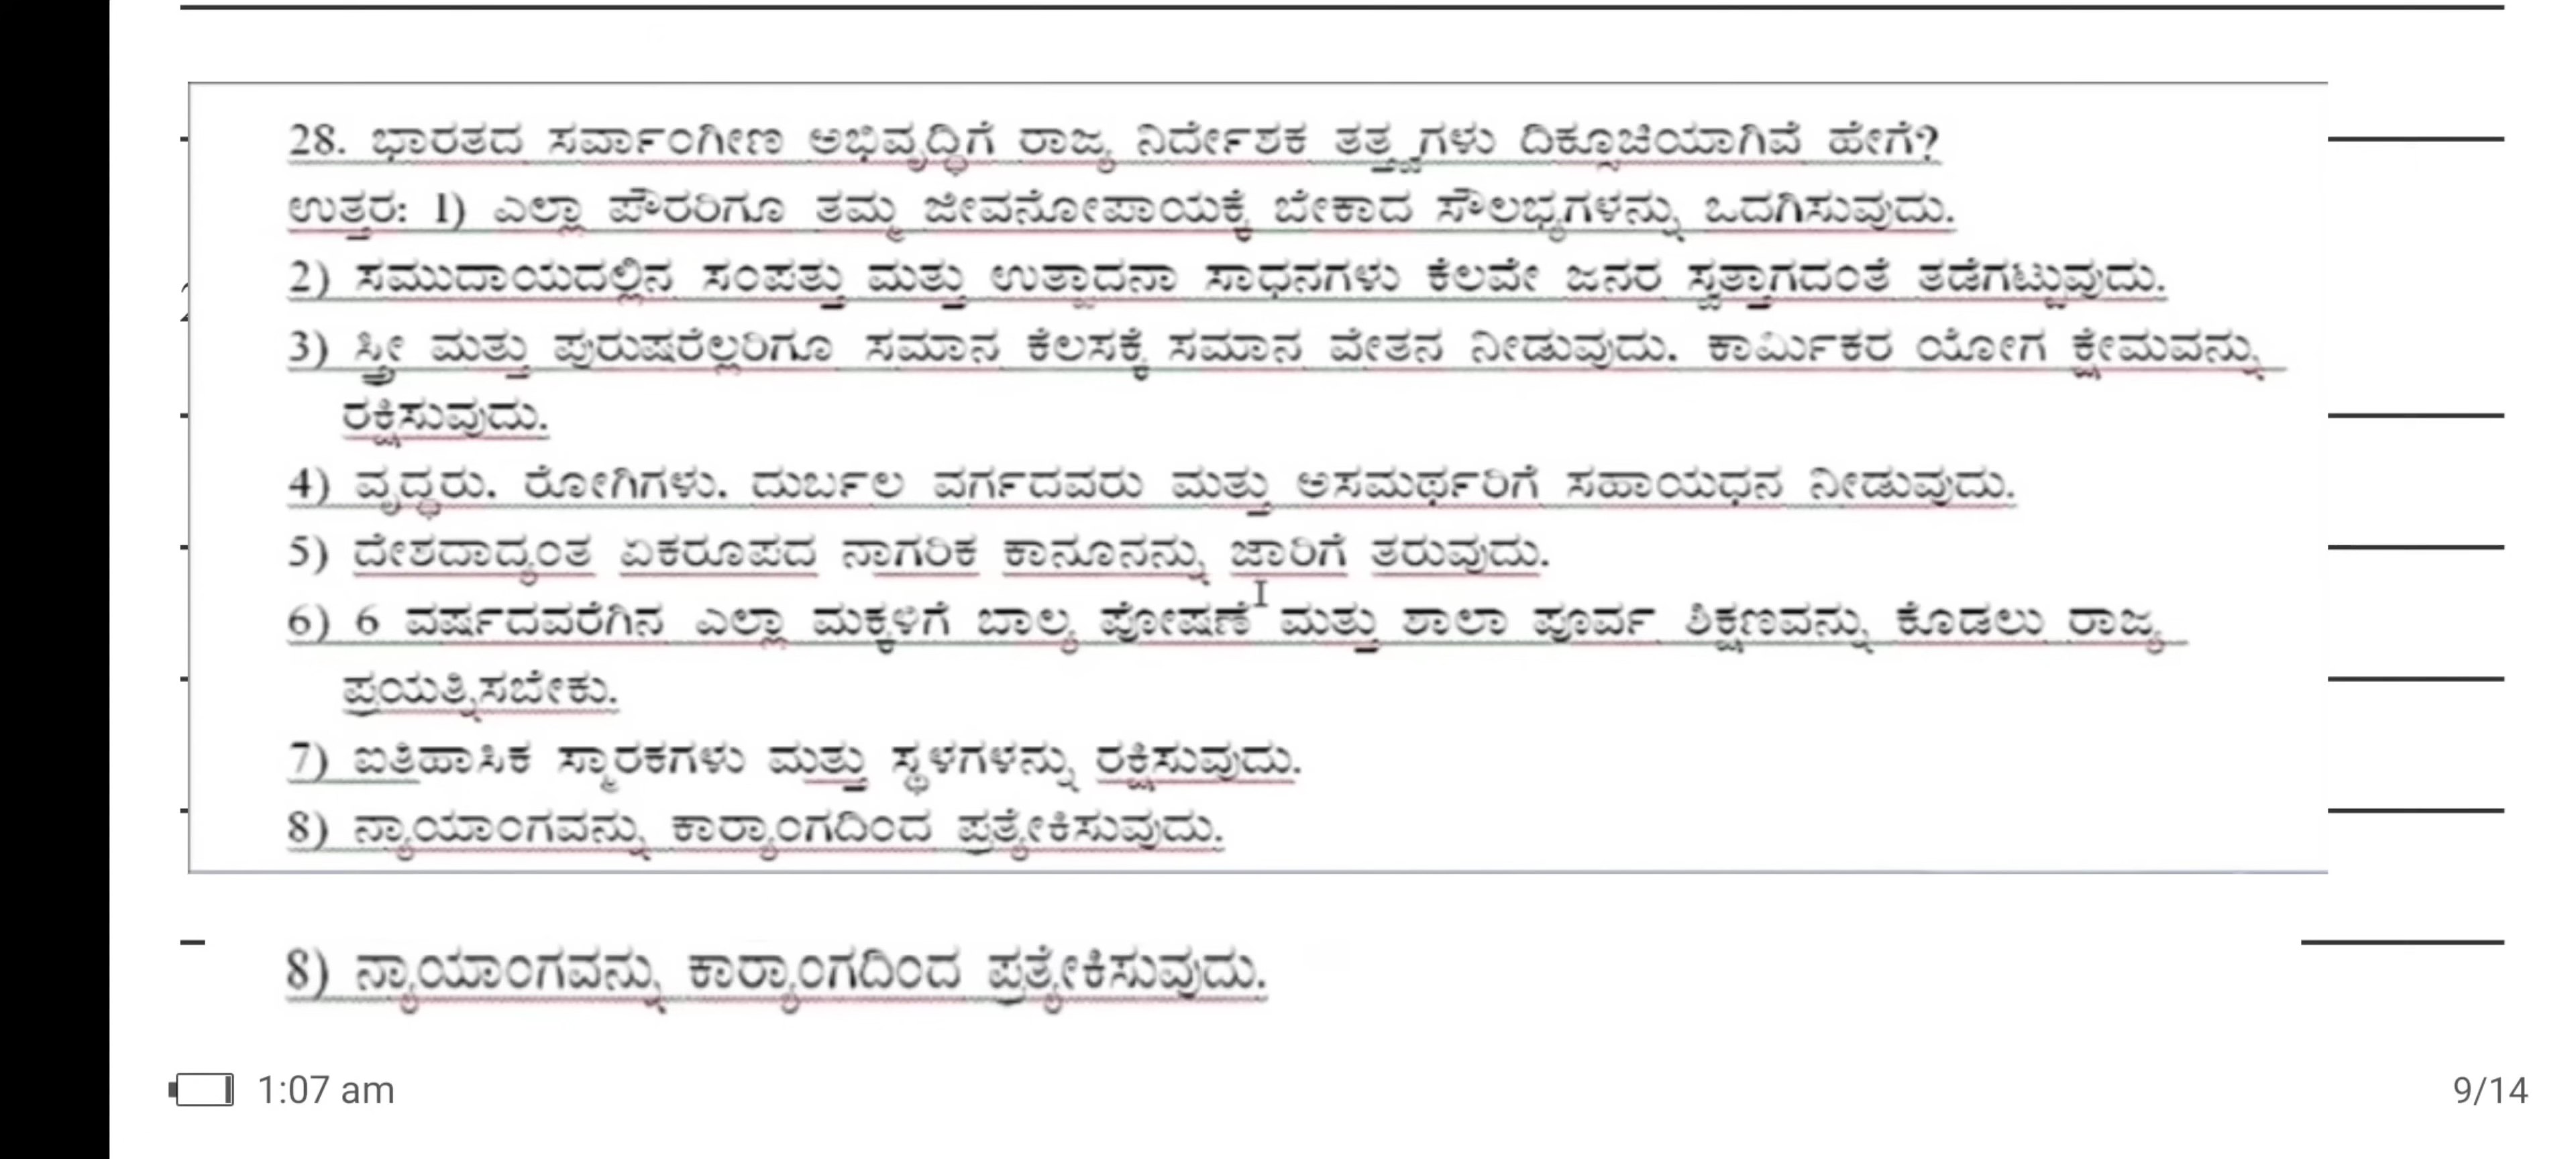 28. ಭಾರತದ ಸರ್ವಾಂಗೀಣ ಅಭಿವೃದ್ಧಿಗೆ ರಾಜ್ಯ ನಿರ್ದೇಶಕ ತತ್ತ್ವಗಳು ದಿಕ್ಸೂಚಿಯಾಗಿವೆ ಹೇಗೆ?
ಉತ್ತರ: 1) ಎಲ್ಲಾ ಪೌರರಿಗೂ ತಮ್ಮ ಜೀವನೋಪಾಯಕ್ಕೆ ಬೇಕಾದ ಸೌಲಭ್ಯಗಳನ್ನು ಒದಗಿಸುವುದು.
2) ಸಮುದಾಯದಲ್ಲಿನ ಸಂಪತ್ತು ಮತ್ತು ಉತ್ಪಾದನಾ ಸಾಧನಗಳು ಕೆಲವೇ ಜನರ ಸ್ವತ್ತಾಗದಂತೆ ತಡೆಗಟ್ಟುವುದು.
3) ಸ್ತ್ರೀ ಮತ್ತು ಪುರುಷರೆಲ್ಲರಿಗೂ ಸಮಾನ ಕೆಲಸಕ್ಕೆ ಸಮಾನ ವೇತನ ನೀಡುವುದು. ಕಾರ್ಮಿಕರ ಯೋಗ ಕ್ಷೇಮವನ್ನು
ರಕ್ಷಿಸುವುದು.
4) ವೃದ್ಧರು. ರೋಗಿಗಳು. ದುರ್ಬಲ ವರ್ಗದವರು ಮತ್ತು ಅಸಮರ್ಥರಿಗೆ ಸಹಾಯಧನ ನೀಡುವುದು.
5) ದೇಶದಾದ್ಯಂತ ಏಕರೂಪದ ನಾಗರಿಕ ಕಾನೂನನ್ನು ಜಾರಿಗೆ ತರುವುದು.
6) 6 ವರ್ಷದವರೆಗಿನ ಎಲ್ಲಾ ಮಕ್ಕಳಿಗೆ ಬಾಲ್ಯ ಪೋಷಣೆ ಮತ್ತು ಶಾಲಾ ಪೂರ್ವ ಶಿಕ್ಷಣವನ್ನು ಕೊಡಲು ರಾಜ್ಯ
ಪ್ರಯತ್ನಿಸಬೇಕು.
7) ಐತಿಹಾಸಿಕ ಸ್ಮಾರಕಗಳು ಮತ್ತು ಸ್ಥಳಗಳನ್ನು ರಕ್ಷಿಸುವುದು.
8) ನ್ಯಾಯಾಂಗವನ್ನು ಕಾರ್‍ಯಾಂಗದಿಂದ ಪ್ರತ್ಯೇಕಿಸುವುದು.
8) ನ್ಯಾಯಾಂಗವನ್ನು ಕಾರ್‍ಯಾಂಗದಿಂದ ಪ್ರತ್ಯೇಕಿಸುವುದು.
1:07 am 9/14